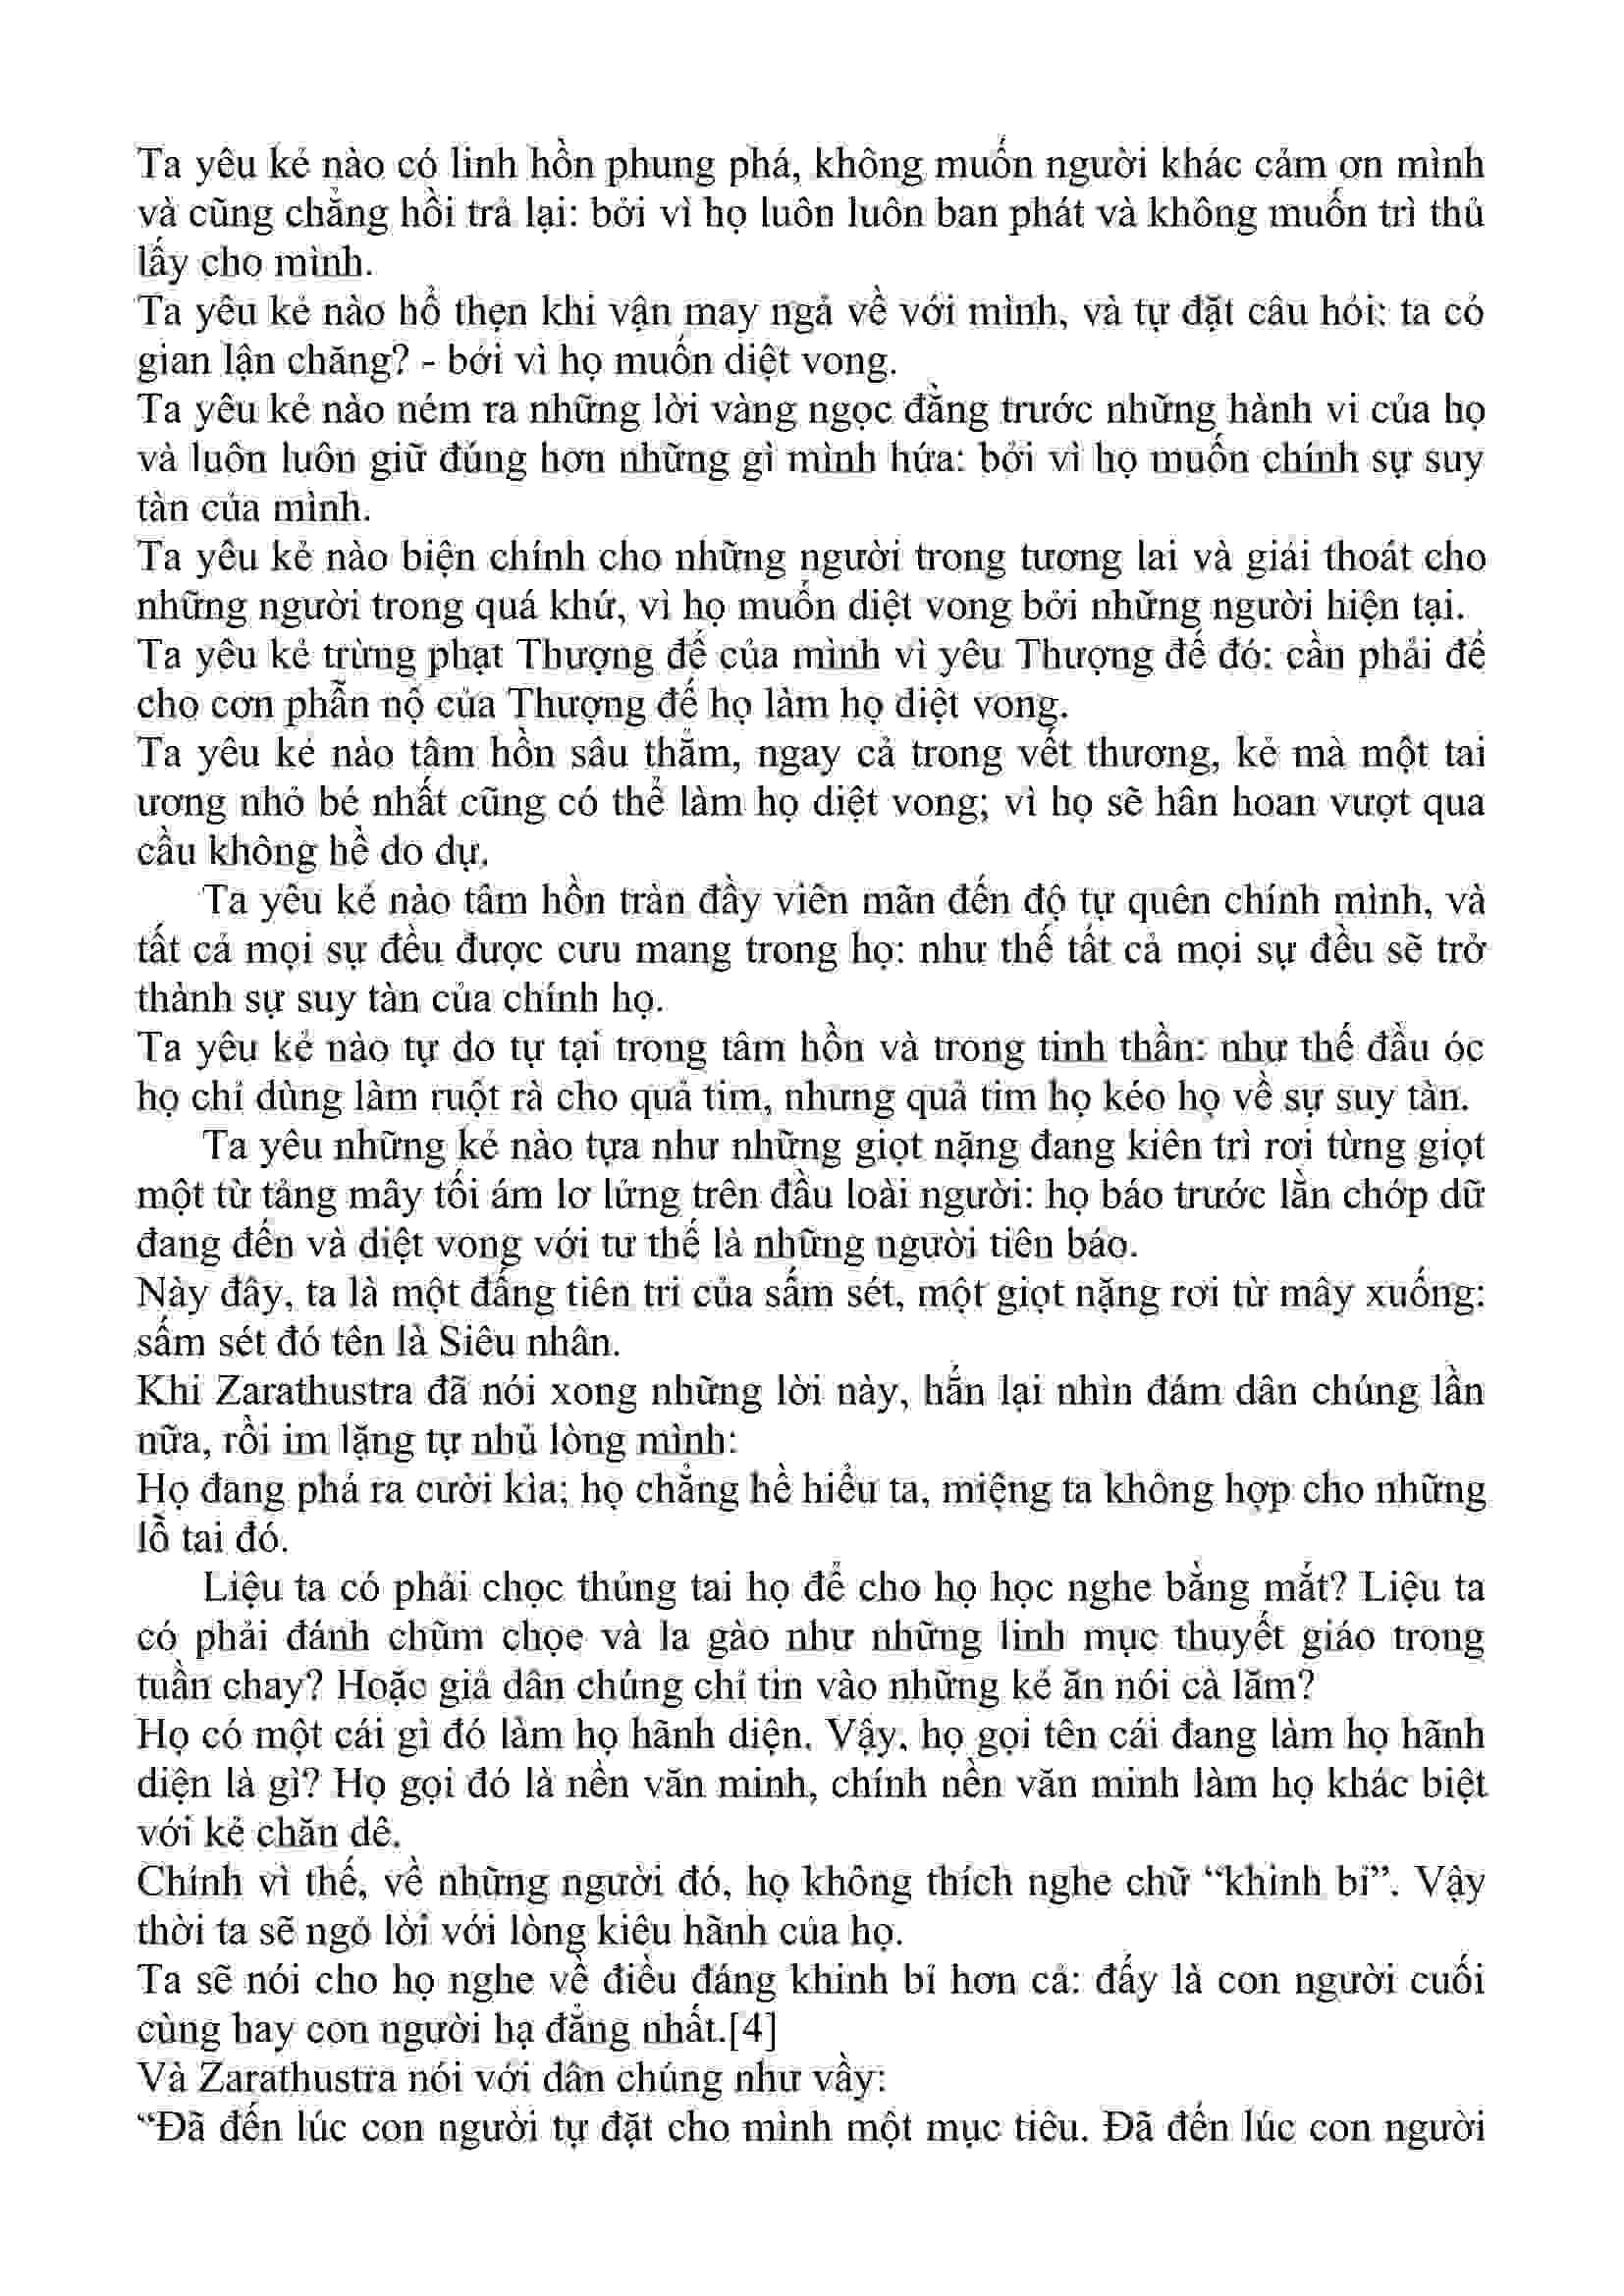 Ta yêu kẻ nào có linh hồn phung phá, không muốn người khác cảm ơn mình
và cũng chẳng hồi trả lại: bởi vì họ luôn luôn ban phát và không muốn trì thủ
lấy cho mình.
Ta yêu kẻ nào hổ thẹn khi vận may ngả về với mình, và tự đặt câu hỏi: ta có
gian lận chăng? - bới vì họ muốn diệt vong.
Ta yêu kẻ nào ném ra những lời vàng ngọc đằng trước những hành vi của họ
và luôn luôn giữ đúng hơn những gì mình hứa: bởi vì họ muốn chính sự suy
tàn của mình.
Ta yêu kẻ nào biện chính cho những người trong tương lai và giải thoát cho
những người trong quá khứ, vì họ muốn diệt vong bởi những người hiện tại.
Ta yêu kẻ trừng phạt Thượng đế của mình vì yêu Thượng đế đó: cần phải để
cho cơn phẫn nộ của Thượng đế họ làm họ diệt vong.
Ta yêu kẻ nào tâm hồn sâu thẳm, ngay cả trong vết thương, kẻ mà một tai
ương nhỏ bé nhất cũng có thể làm họ diệt vong; vì họ sẽ hân hoan vượt qua
cầu không hề do dự.
Ta yêu kẻ nào tâm hồn tràn đầy viên mãn đến độ tự quên chính mình, và
tất cả mọi sự đều được cưu mang trong họ: như thế tất cả mọi sự đều sẽ trở
thành sự suy tàn của chính họ.
Ta yêu kẻ nào tự do tự tại trong tâm hồn và trong tinh thần: như thế đầu óc
họ chỉ dùng làm ruột rà cho quả tim, nhưng quả tim họ kéo họ về sự suy tàn.
Ta yêu những kẻ nào tựa như những giọt nặng đang kiên trì rơi từng giọt
một từ tảng mây tối ám lơ lửng trên đầu loài người: họ báo trước lằn chớp dữ
đang đến và diệt vong với tư thế là những người tiên báo.
Này đây, ta là một đấng tiên tri của sấm sét, một giọt nặng rơi từ mây xuống:
sấm sét đó tên là Siêu nhân.
Khi Zarathustra đã nói xong những lời này, hắn lại nhìn đám dân chúng lần
nữa, rồi im lặng tự nhủ lòng mình:
Họ đang phá ra cười kìa; họ chẳng hề hiểu ta, miệng ta không hợp cho những
lỗ tai đó.
Liệu ta có phải chọc thủng tai họ để cho họ học nghe bằng mắt? Liệu ta
có phải đánh chũm chọe và la gào như những linh mục thuyết giáo trong
tuần chay? Hoặc giả dân chúng chỉ tin vào những kẻ ăn nói cà lăm?
Họ có một cái gì đó làm họ hãnh diện. Vậy, họ gọi tên cái đang làm họ hãnh
diện là gì? Họ gọi đó là nền văn minh, chính nền văn minh làm họ khác biệt
với kẻ chăn dê.
Chính vì thế, về những người đó, họ không thích nghe chữ “khinh bỉ”. Vậy
thời ta sẽ ngỏ lời với lòng kiêu hãnh của họ.
Ta sẽ nói cho họ nghe về điều đáng khinh bỉ hơn cả: đấy là con người cuối
cùng hay con người hạ đẳng nhất.[4]
Và Zarathustra nói với dân chúng như vầy:
“Đã đến lúc con người tự đặt cho mình một mục tiêu. Đã đến lúc con người